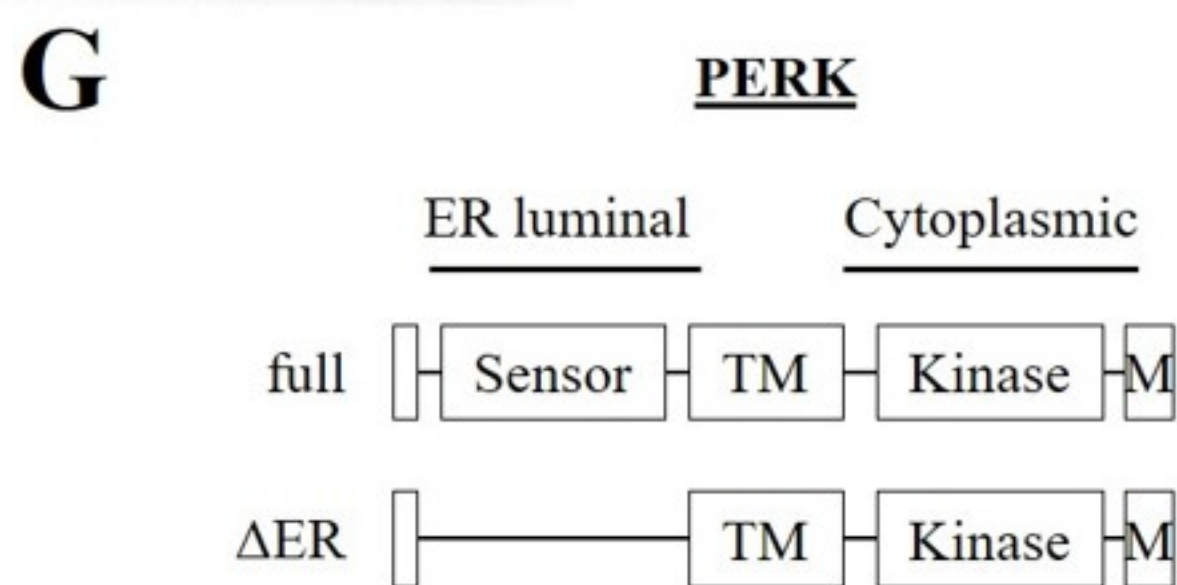 G
PERK
ER luminal Cytoplasmic
full Sensor TM Kinase M
ΔER TM Kinase M